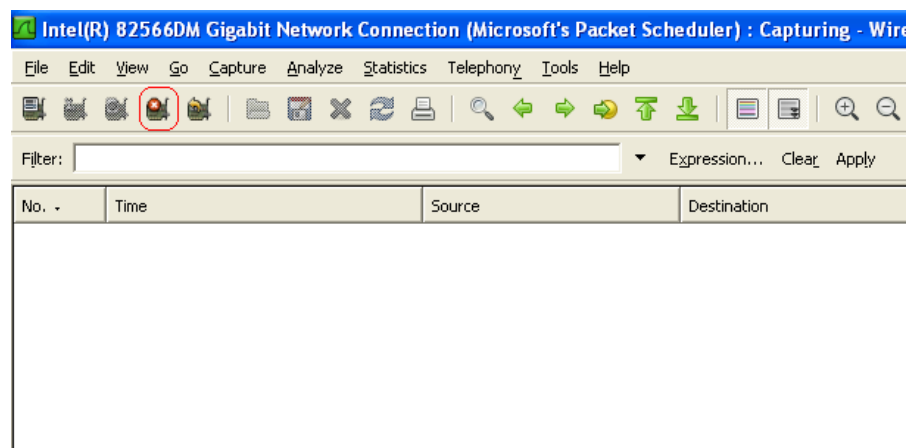 Intel(R) 82566DM Gigabit Network Connection (Microsoft's Packet Scheduler) : Capturing - Wire
File Edit View Go Capture Analyze Statistics Telephony Tools Help
Filter: Expression... Clear Apply
No. Time Source Destination